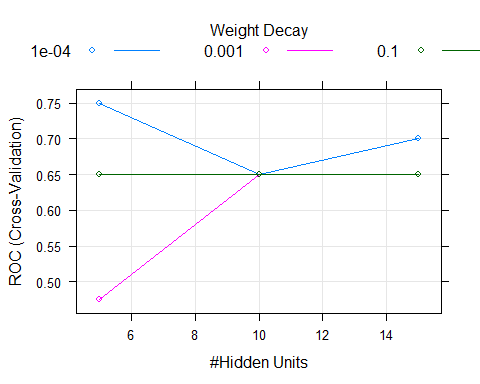 Weight Decay
1e-04 0.001 0.1
ROC (Cross-Validation)
0.75
0.70
0.65
0.60
0.55
0.50
6 8 10 12 14
#Hidden Units